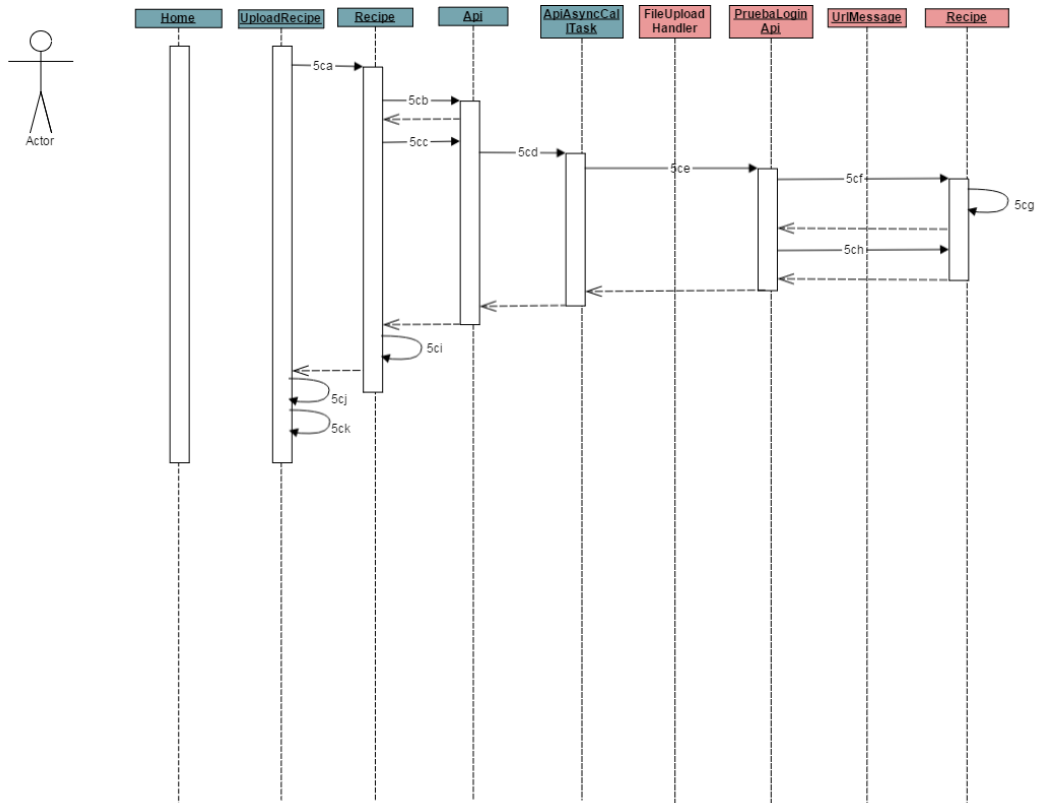 Home
UploadRecipe
Recipe
Api
ApiAsyncCal
lTask
FileUpload
Handler
PruebaLogin
Api
UrlMessage
Recipe
Actor
5ca
5cb
5cc
5cd
5ce
5cf
5cg
5ch
5ci
5cj
5ck